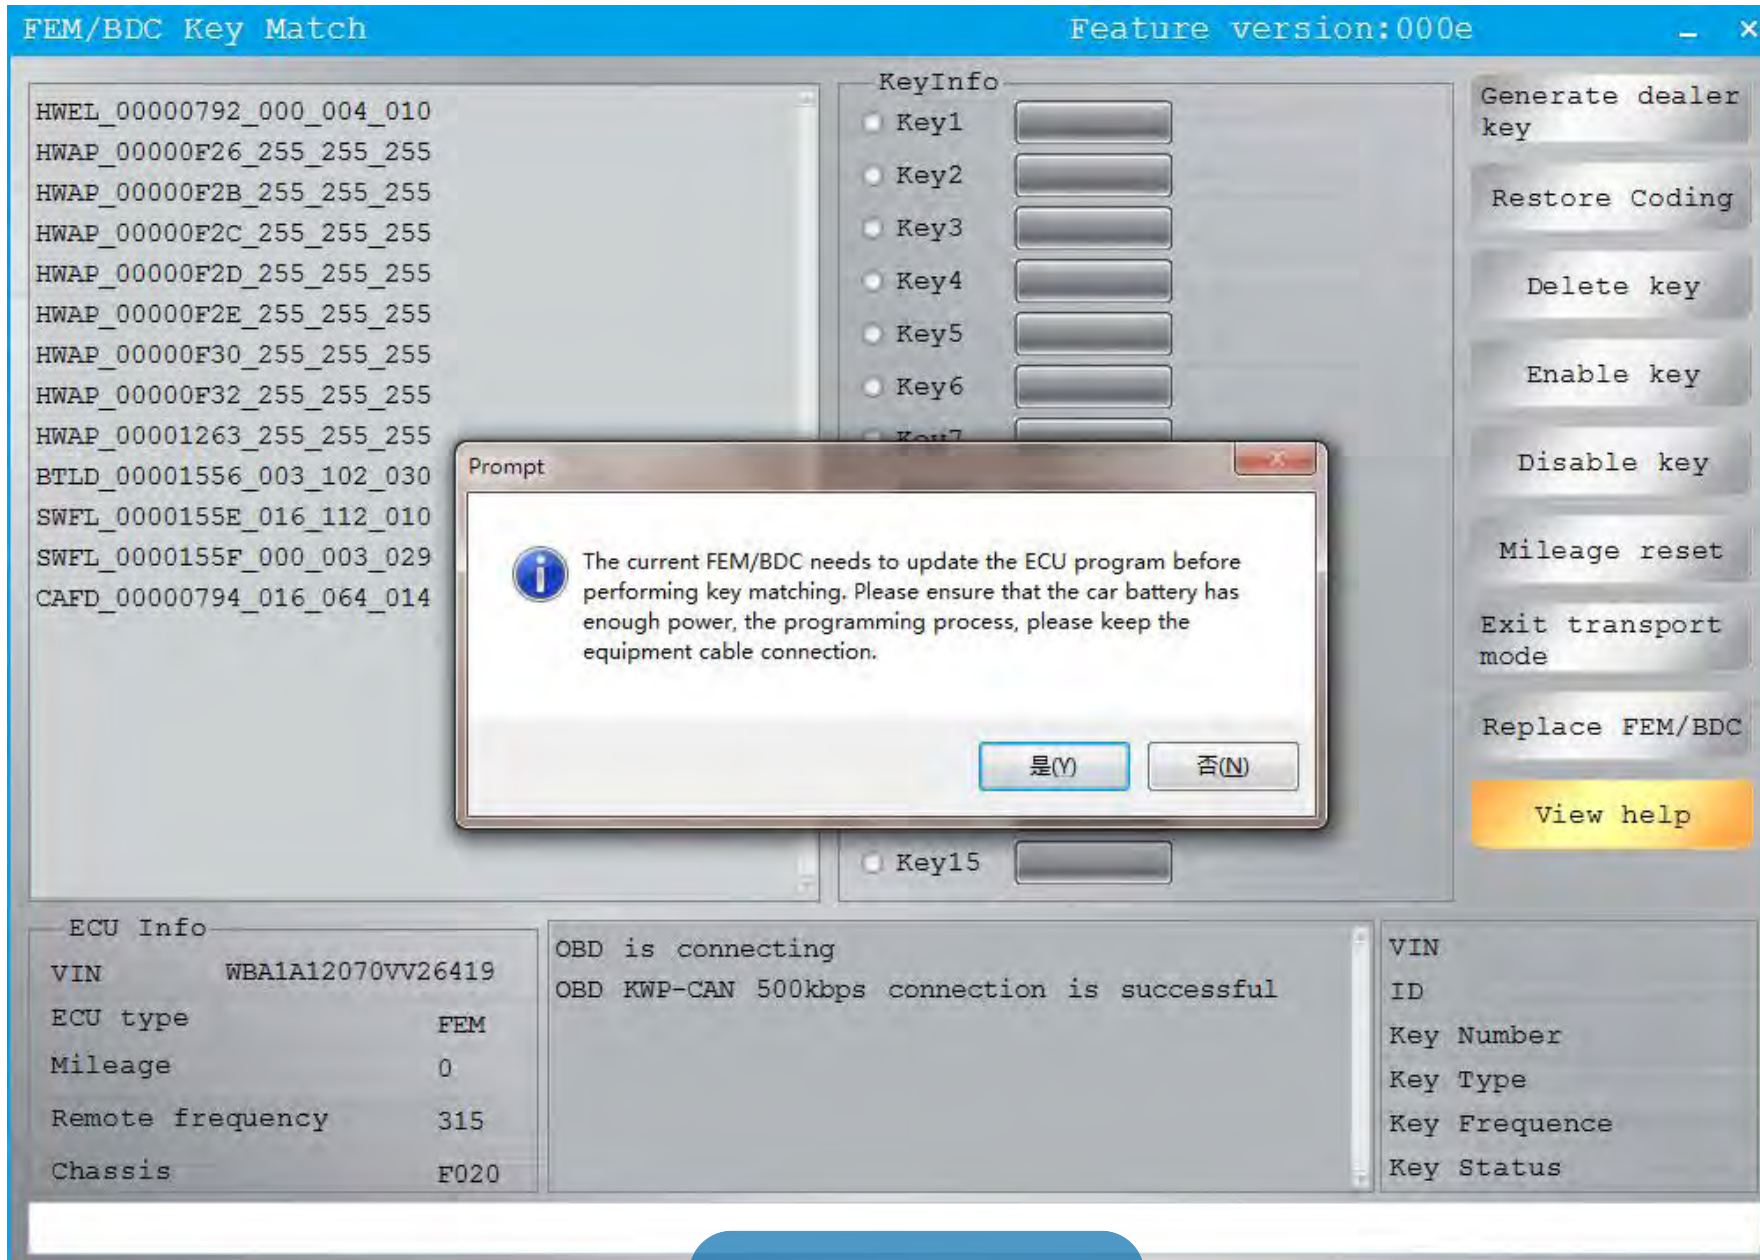 FEM/BDC Key Match
Feature version:000e
HWEL_00000792_000_004_010
HWAP_00000F26_255_255_255
HWAP_00000F2B_255_255_255
HWAP_00000F2C_255_255_255
HWAP_00000F2D_255_255_255
HWAP_00000F2E_255_255_255
HWAP_00000F30_255_255_255
HWAP_00000F32_255_255_255
HWAP_00001263_255_255_255
BTLD_00001556_003_102_030
SWFL_0000155E_016_112_010
SWFL_0000155F_000_003_029
CAFD_00000794_016_064_014
KeyInfo
Key1
Key2
Key3
Key4
Key5
Key6
Key7
Key15
Generate dealer
key
Restore Coding
Delete key
Enable key
Disable key
Mileage reset
Exit transport
mode
Replace FEM/BDC
View help
Prompt
The current FEM/BDC needs to update the ECU program before
performing key matching. Please ensure that the car battery has
enough power, the programming process, please keep the
equipment cable connection.
是(Y)
否(N)
ECU Info
VIN WBA1A12070VV26419
ECU type FEM
Mileage 0
Remote frequency 315
Chassis F020
OBD is connecting
OBD KWP-CAN 500kbps connection is successful
VIN
ID
Key Number
Key Type
Key Frequence
Key Status